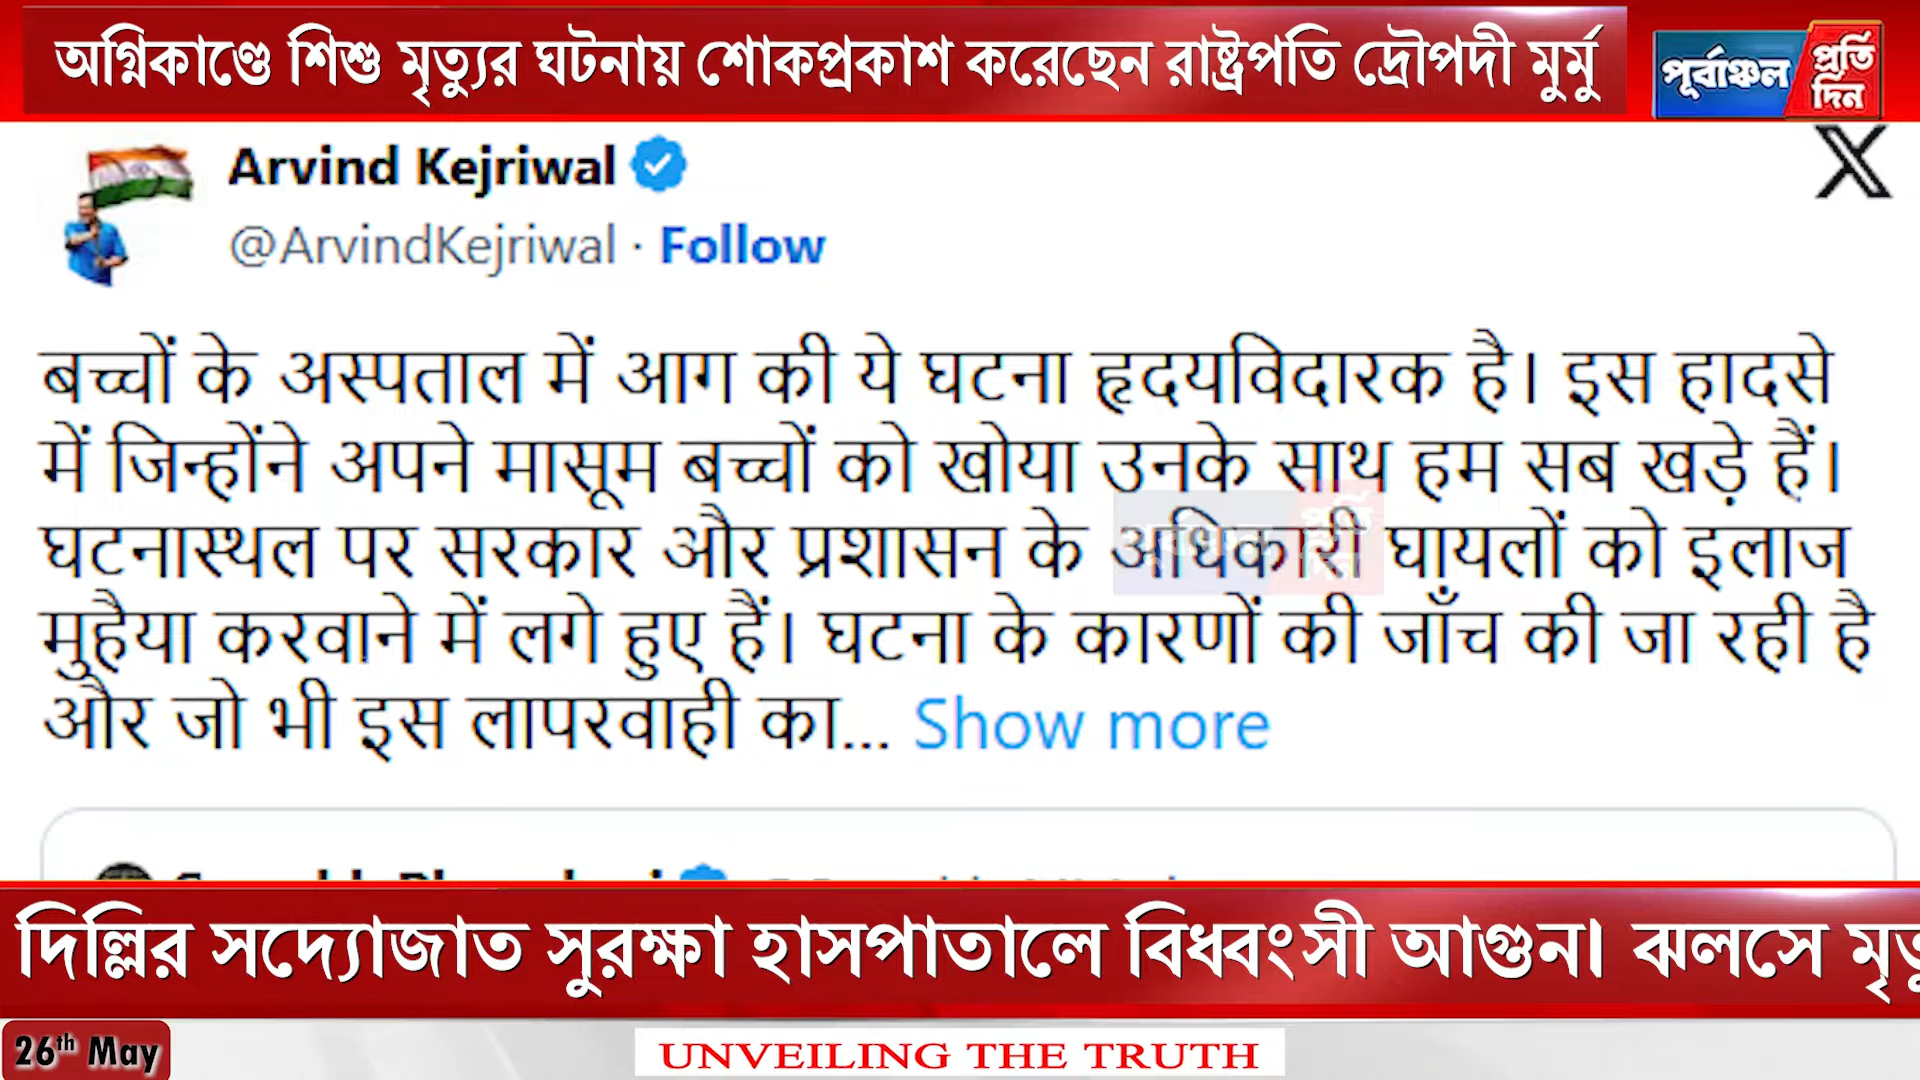 অগ্নিকাণ্ডে শিশু মৃত্যুর ঘটনায় শোকপ্রকাশ করেছেন রাষ্ট্রপতি দ্রৌপদী মুর্মু
পূর্বাঞ্চল প্রতিদিন
Arvind Kejriwal
@ArvindKejriwal · Follow
बच्चों के अस्पताल में आग की ये घटना हृदयविदारक है। इस हादसे
में जिन्होंने अपने मासूम बच्चों को खोया उनके साथ हम सब खड़े हैं।
घटनास्थल पर सरकार और प्रशासन के अधिकारी घायलों को इलाज
मुहैया करवाने में लगे हुए हैं। घटना के कारणों की जाँच की जा रही है
और जो भी इस लापरवाही का... Show more
দিল্লির সদ্যোজাত সুরক্ষা হাসপাতালে বিধ্বংসী আগুন। ঝলসে
26th May
UNVEILING THE TRUTH